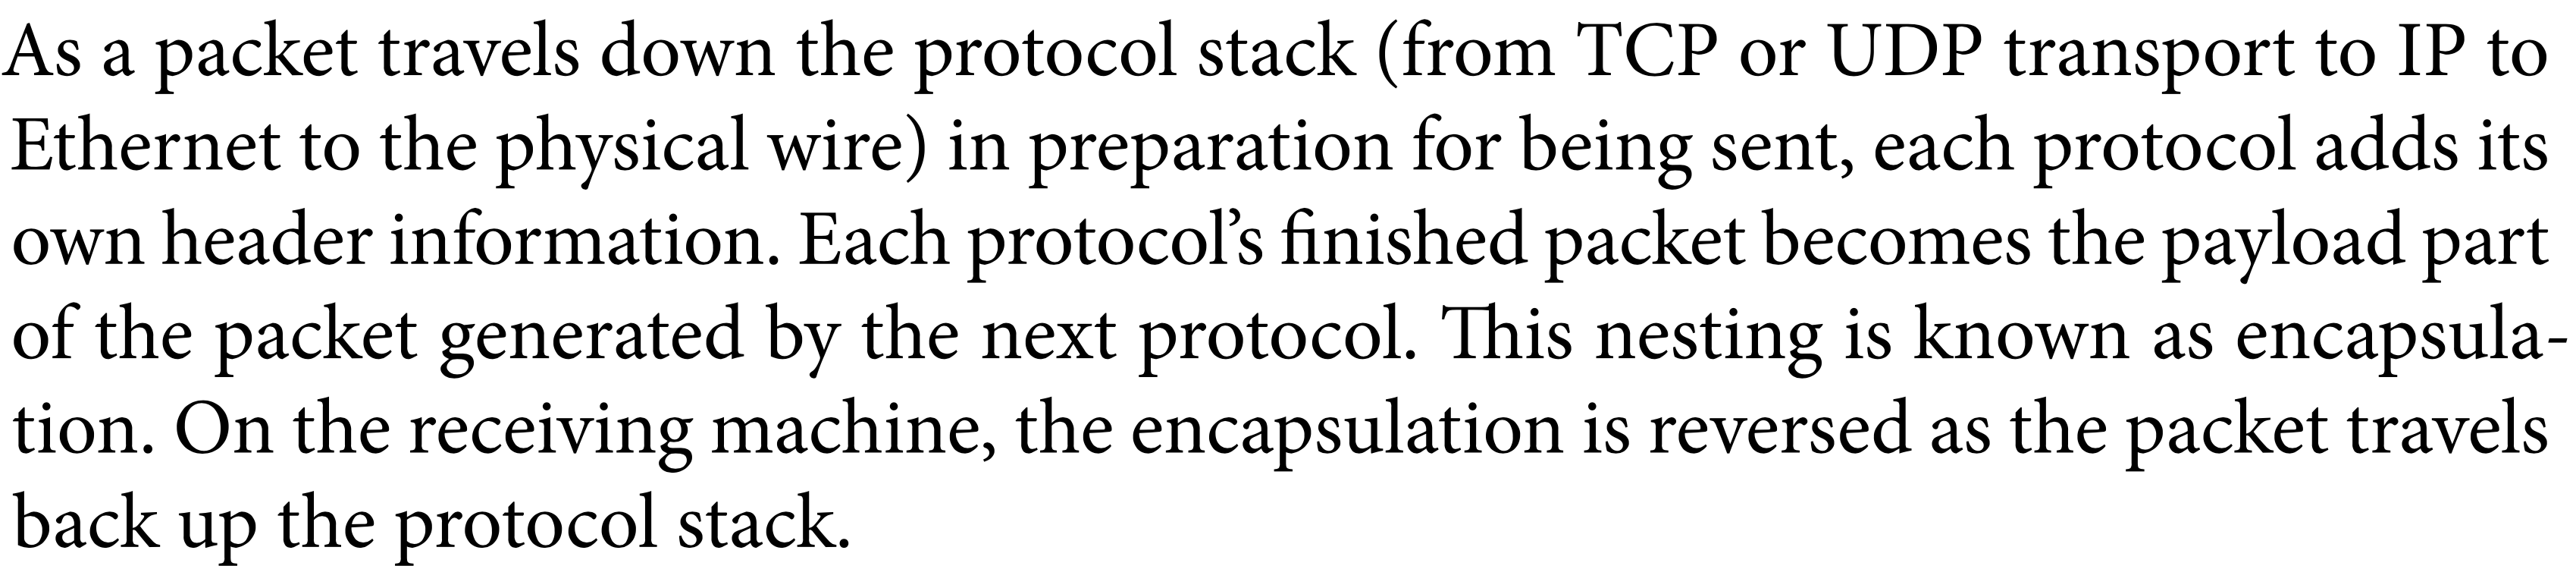 As a packet travels down the protocol stack (from TCP or UDP transport to IP to
Ethernet to the physical wire) in preparation for being sent, each protocol adds its
own header information. Each protocol’s finished packet becomes the payload part
of the packet generated by the next protocol. This nesting is known as encapsula-
tion. On the receiving machine, the encapsulation is reversed as the packet travels
back up the protocol stack.